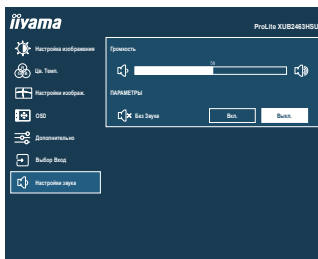 iiyama
ProLite XUB2463HSU
Настройка изображения
Цв. Темп.
Настройки изображ.
OSD
Дополнительно
Выбор Вход
Настройки звука
Громкость
50
ПАРАМЕТРЫ
Без Звука
Вкл.
Выкл.